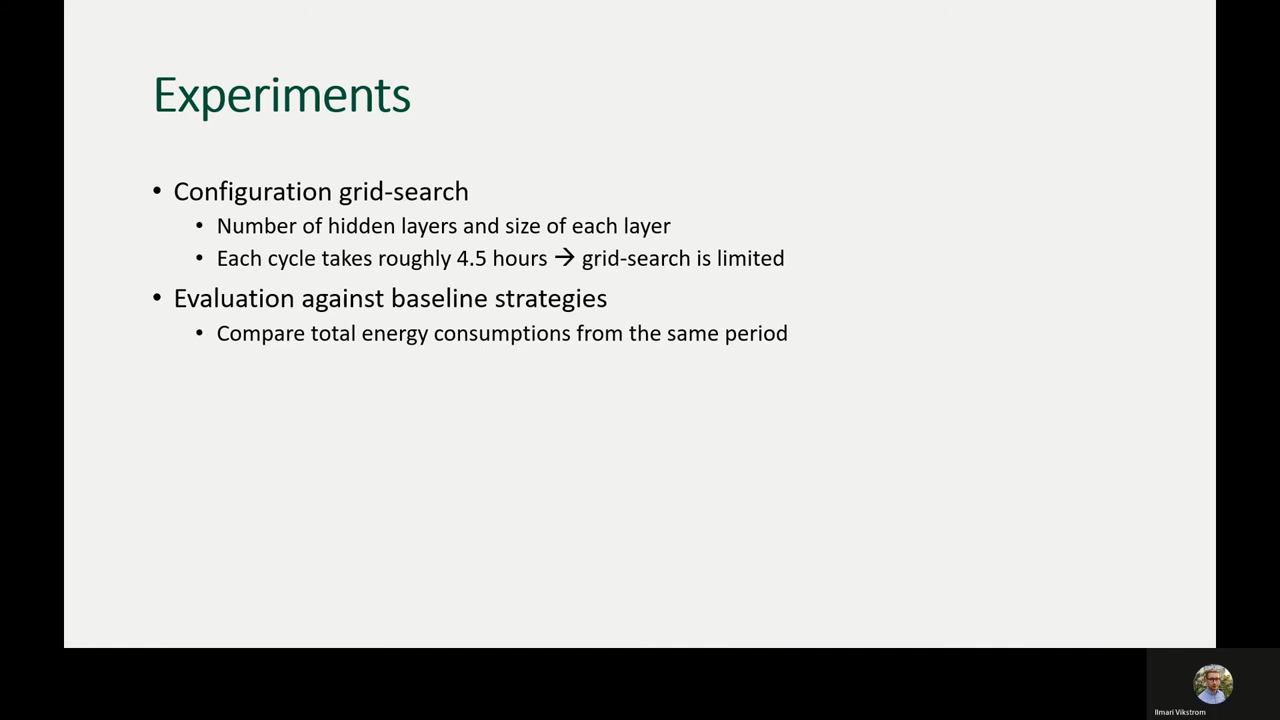 Experiments
• Configuration grid-search
• Number of hidden layers and size of each layer
• Each cycle takes roughly 4.5 hours → grid-search is limited
• Evaluation against baseline strategies
• Compare total energy consumptions from the same period
Ilmari Vikstrom